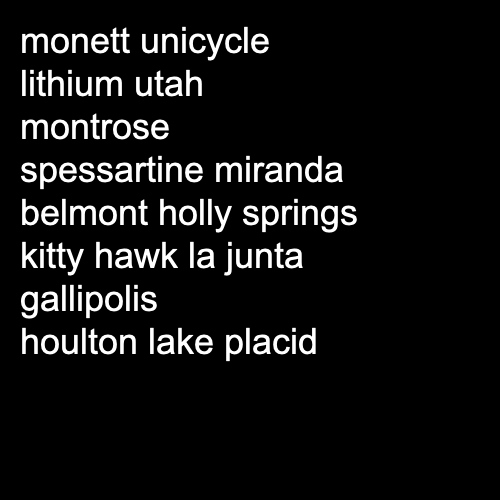 monett unicycle
lithium utah
montrose
spessartine miranda
belmont holly springs
kitty hawk la junta
gallipolis
houlton lake placid